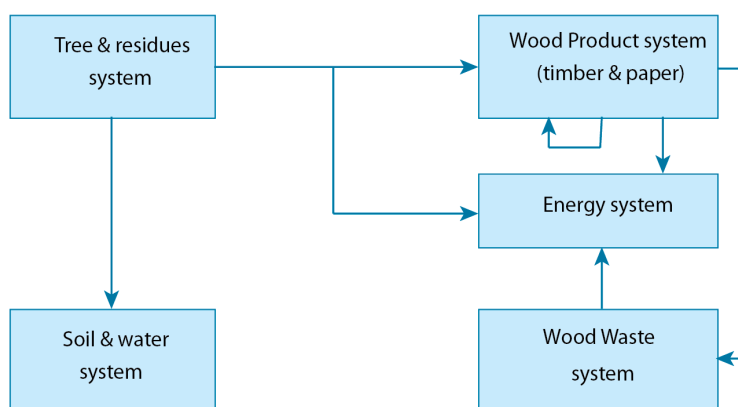 Tree & residues
system
Wood Product system
(timber & paper)
Energy system
Soil & water
system
Wood Waste
system